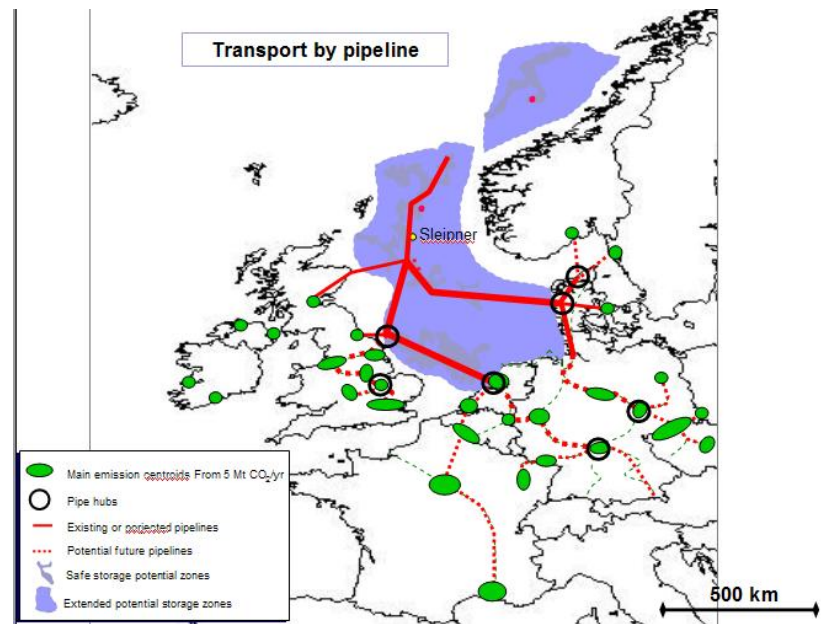 Transport by pipeline
Sleipner
Main emission centroids From 5 Mt CO2/yr
Pipe hubs
Existing or porjected pipelines
Potential future pipelines
Safe storage potential zones
Extended potential storage zones
500 km